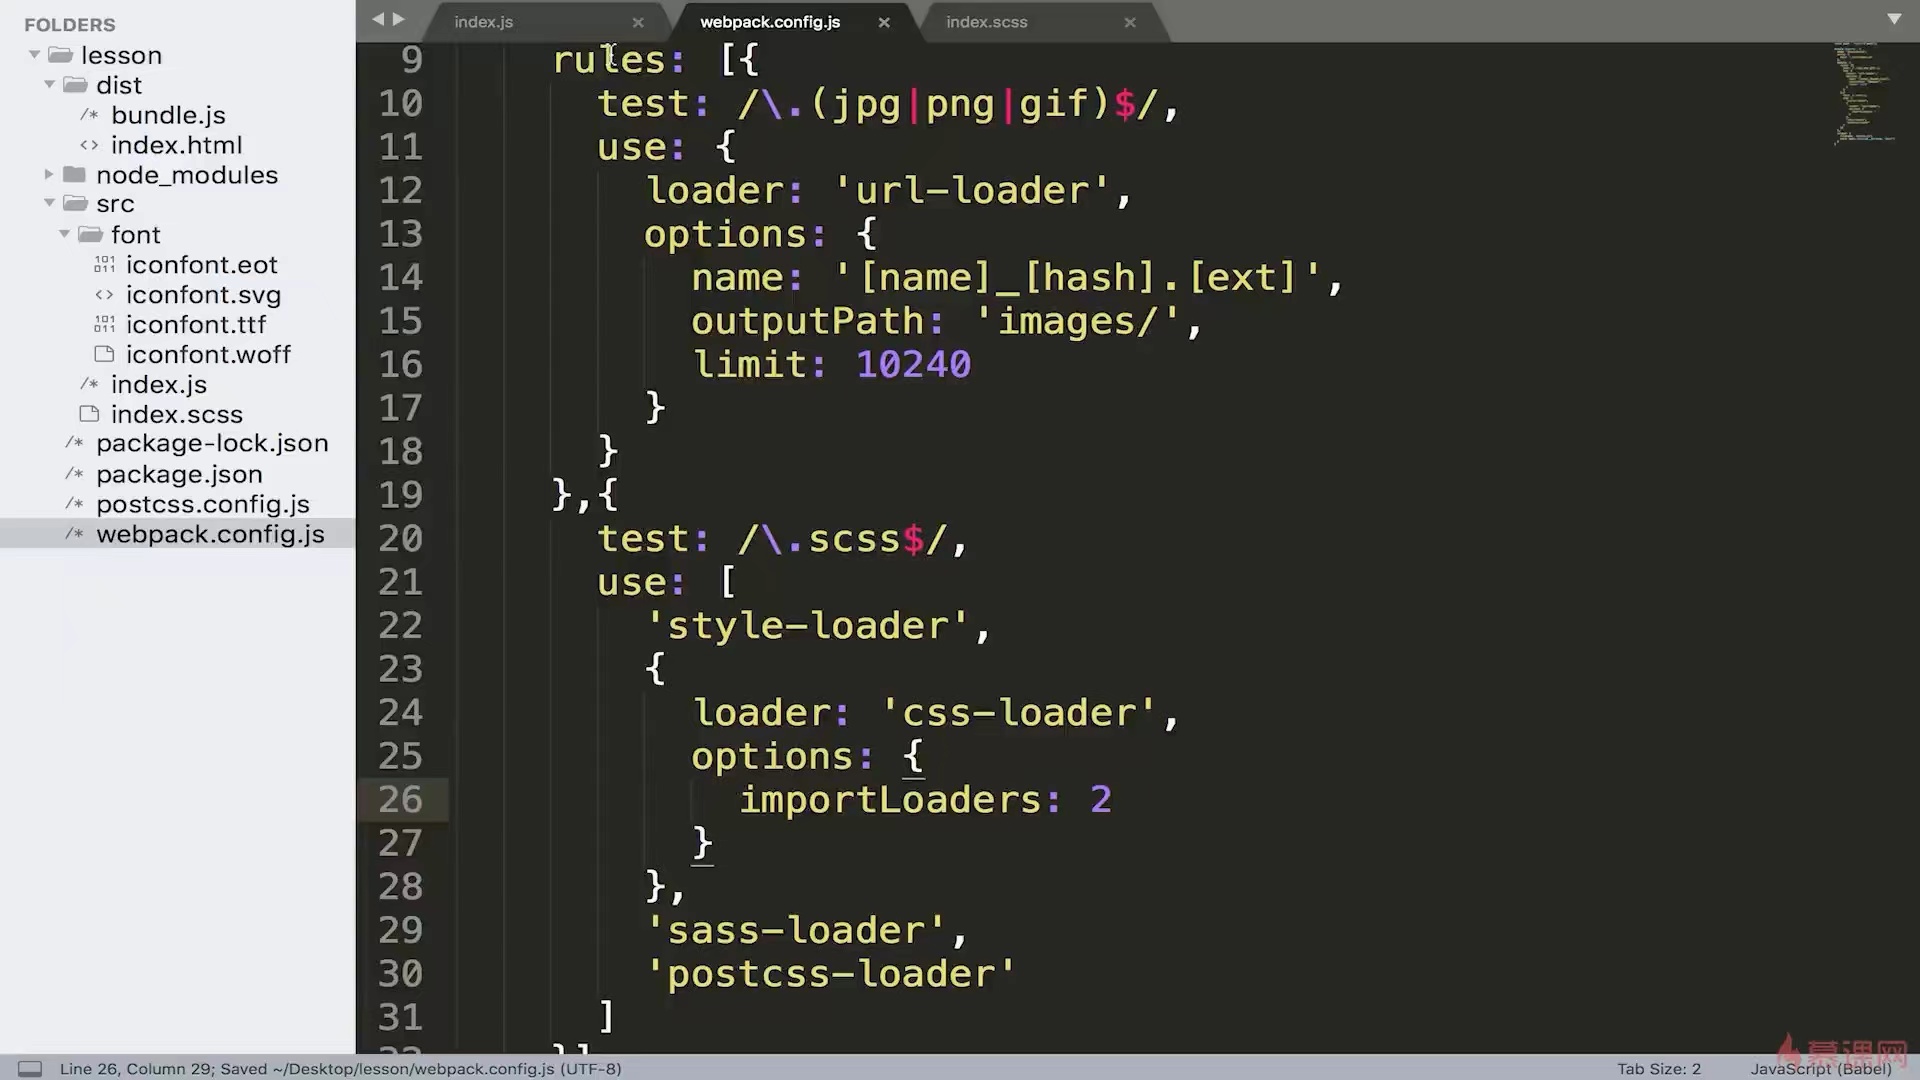 FOLDERS
lesson
dist
/* bundle.js
<> index.html
node_modules
src
font
iconfont.eot
<> iconfont.svg
iconfont.ttf
iconfont.woff
/* index.js
index.scss
/* package-lock.json
/* package.json
/* postcss.config.js
/* webpack.config.js
index.js ×
webpack.config.js ×
index.scss ×
9 rules: [{
10 test: /\.(jpg|png|gif)$/,
11 use: {
12 loader: 'url-loader',
13 options: {
14 name: '[name]_[hash].[ext]',
15 outputPath: 'images/',
16 limit: 10240
17 }
18 }
19 },{
20 test: /\.scss$/,
21 use: [
22 'style-loader',
23 {
24 loader: 'css-loader',
25 options: {
26 importLoaders: 2
27 }
28 },
29 'sass-loader',
30 'postcss-loader'
31 ]
32 }]
Line 26, Column 29; Saved ~/Desktop/lesson/webpack.config.js (UTF-8)
Tab Size: 2
JavaScript (Babel)
慕课网